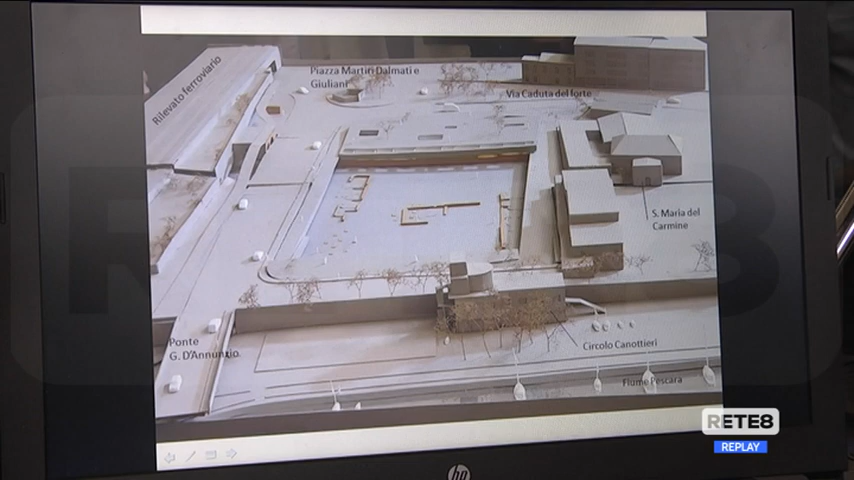 Rilevato ferroviario
Piazza Martiri Dalmati e
Giuliani
Via Caduta del forte
S. Maria del
Carmine
Ponte
G. D'Annunzio
Circolo Canottieri
Fiume Pescara
RETE8
REPLAY
hp
RETE8